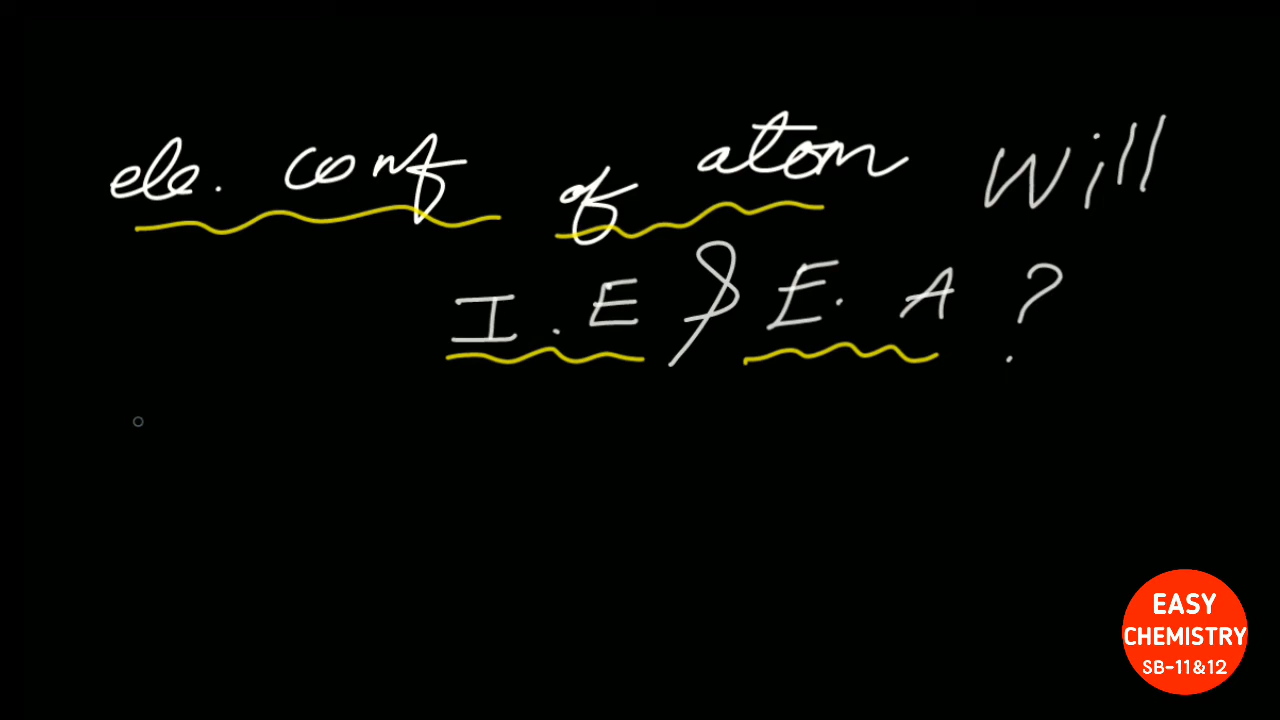 ele. conf of atom will
I.E & E.A ?
EASY
CHEMISTRY
SB-11&12